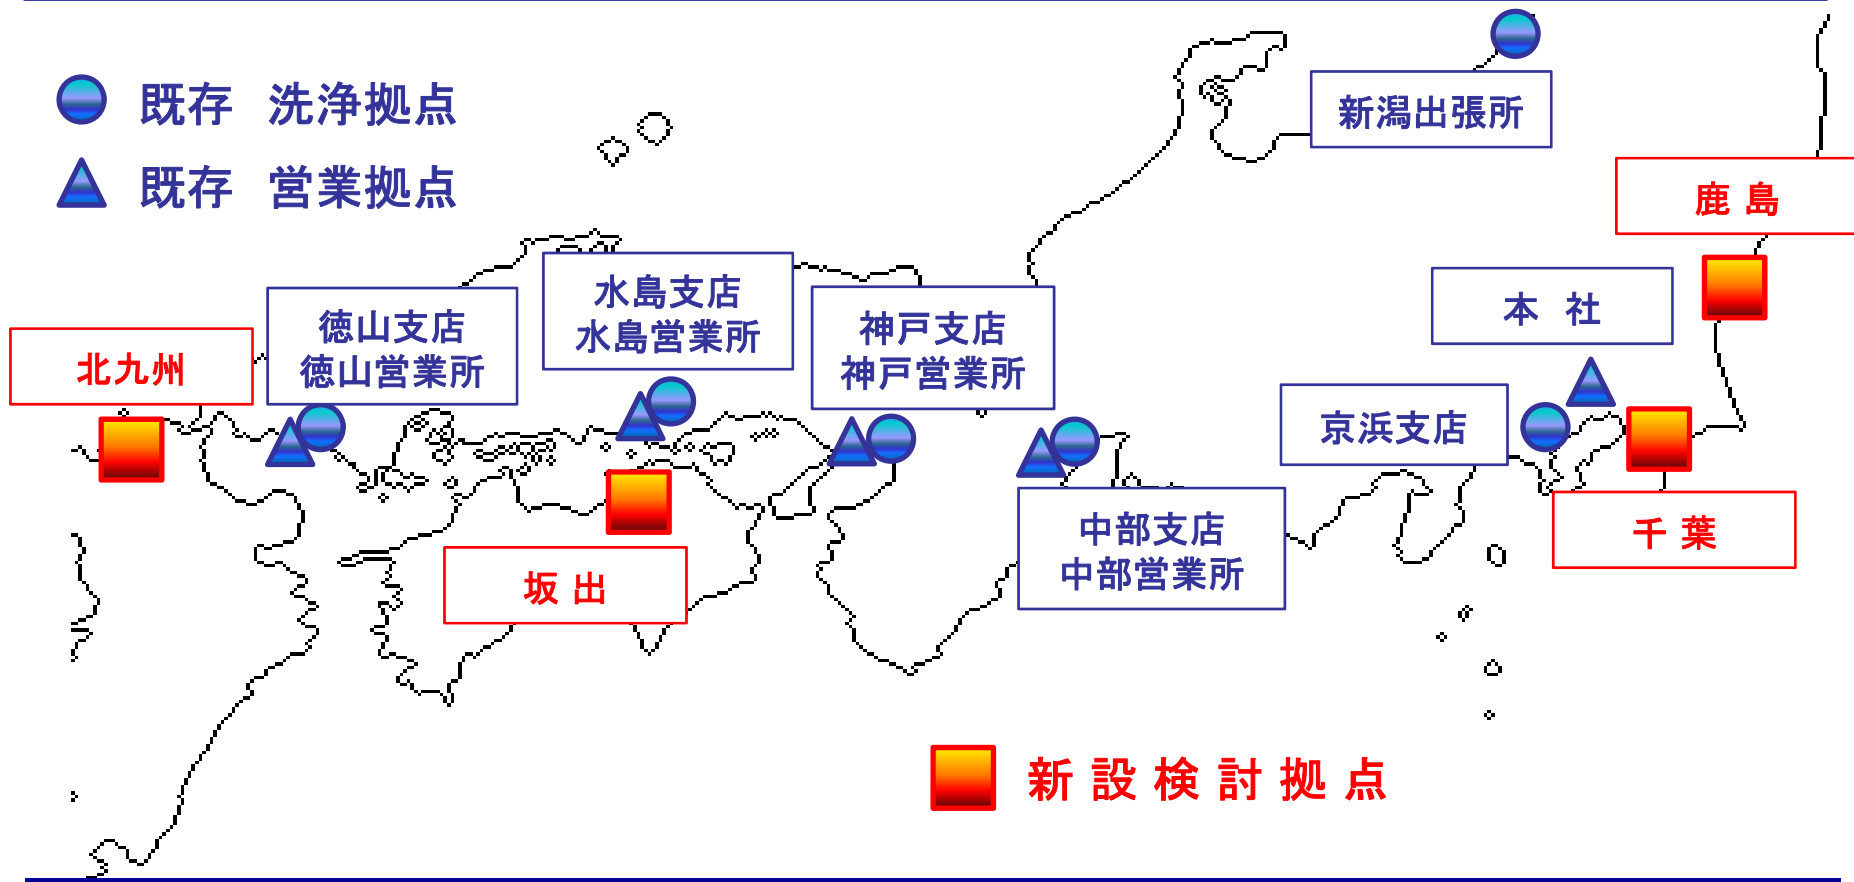 既存 洗浄拠点
既存 営業拠点
新潟出張所
鹿島
水島支店
水島営業所
本社
徳山支店
徳山営業所
神戸支店
神戸営業所
北九州
京浜支店
中部支店
中部営業所
千葉
坂出
新設検討拠点